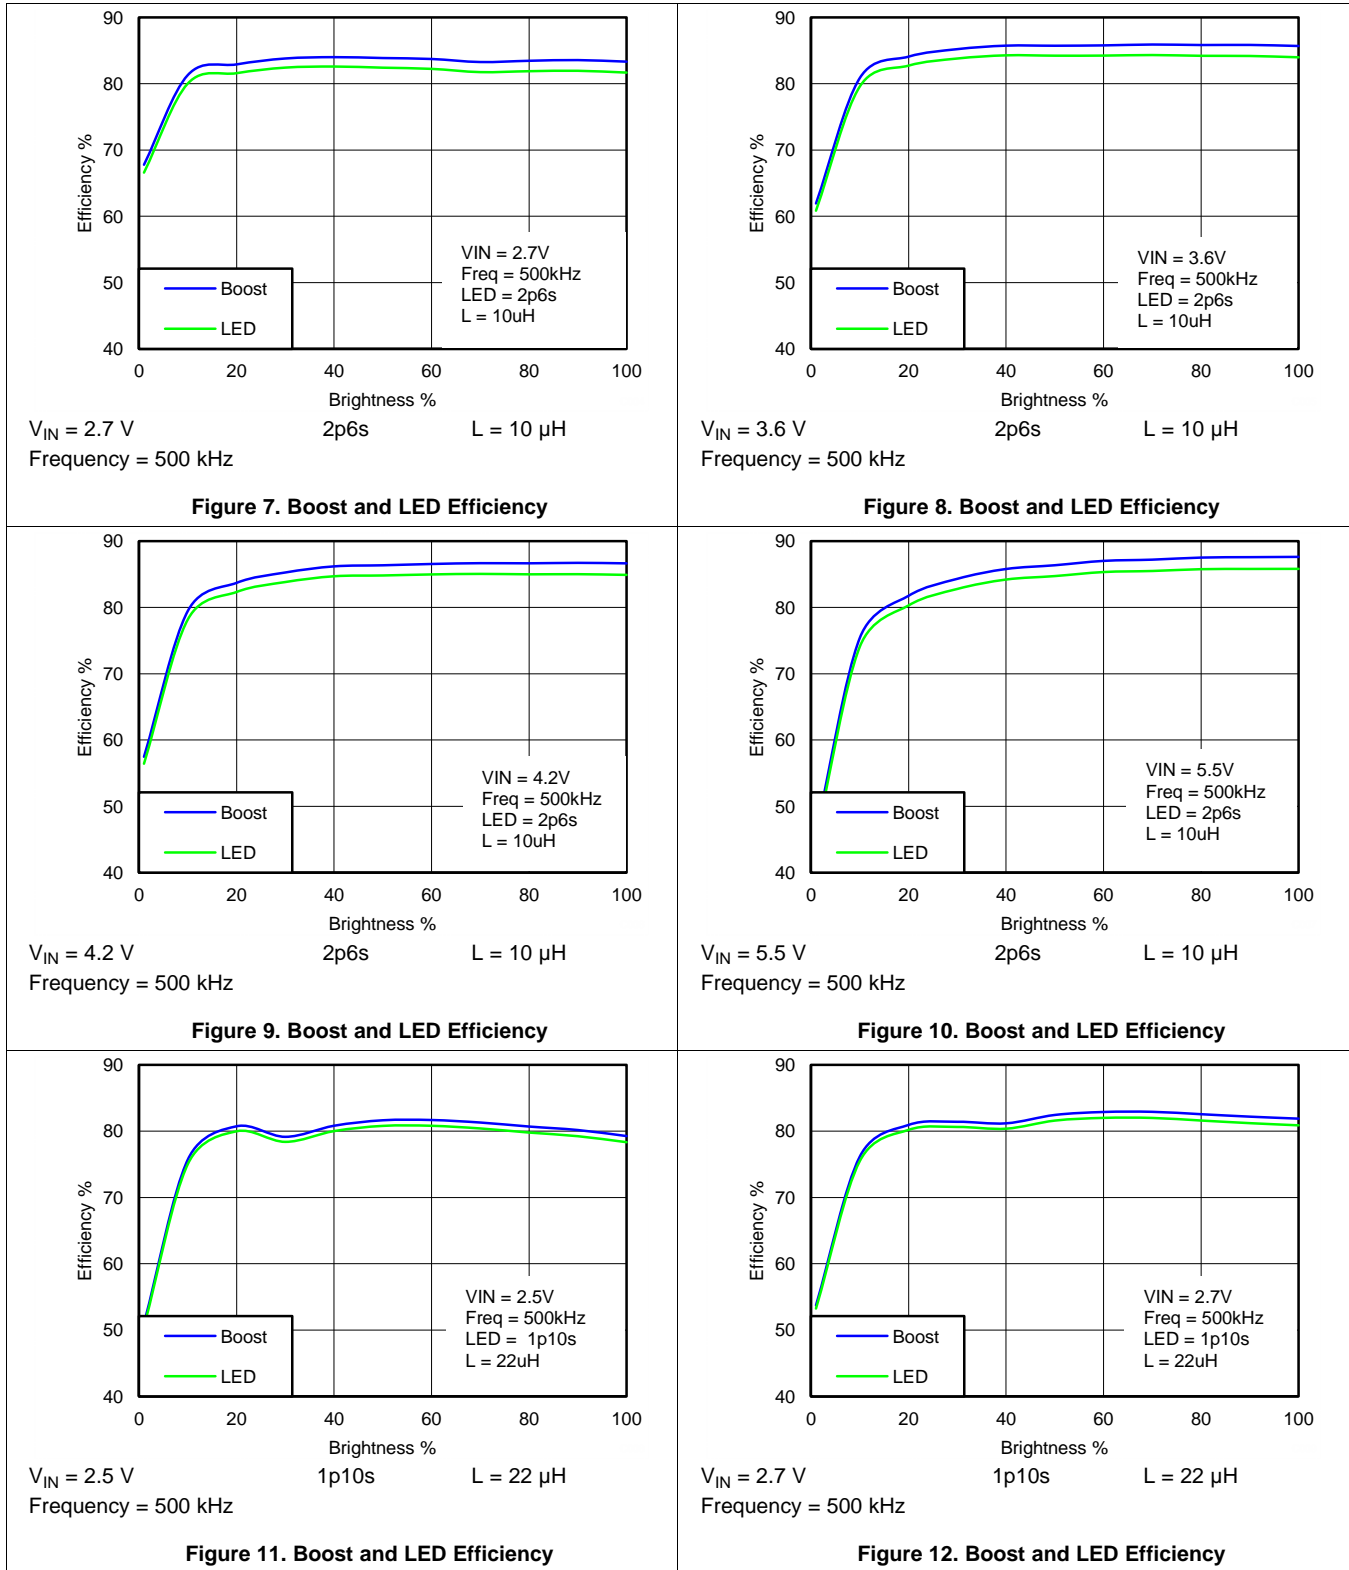 90
80
70
60
50
40
Efficiency %
VIN = 2.7V
Freq = 500kHz
LED = 2p6s
L = 10uH
Boost
LED
0 20 40 60 80 100
Brightness %
V_IN = 2.7 V 2p6s L = 10 µH
Frequency = 500 kHz
Figure 7. Boost and LED Efficiency
90
80
70
60
50
40
Efficiency %
VIN = 3.6V
Freq = 500kHz
LED = 2p6s
L = 10uH
Boost
LED
0 20 40 60 80 100
Brightness %
V_IN = 3.6 V 2p6s L = 10 µH
Frequency = 500 kHz
Figure 8. Boost and LED Efficiency
90
80
70
60
50
40
Efficiency %
VIN = 4.2V
Freq = 500kHz
LED = 2p6s
L = 10uH
Boost
LED
0 20 40 60 80 100
Brightness %
V_IN = 4.2 V 2p6s L = 10 µH
Frequency = 500 kHz
Figure 9. Boost and LED Efficiency
90
80
70
60
50
40
Efficiency %
VIN = 5.5V
Freq = 500kHz
LED = 2p6s
L = 10uH
Boost
LED
0 20 40 60 80 100
Brightness %
V_IN = 5.5 V 2p6s L = 10 µH
Frequency = 500 kHz
Figure 10. Boost and LED Efficiency
90
80
70
60
50
40
Efficiency %
VIN = 2.5V
Freq = 500kHz
LED = 1p10s
L = 22uH
Boost
LED
0 20 40 60 80 100
Brightness %
V_IN = 2.5 V 1p10s L = 22 µH
Frequency = 500 kHz
Figure 11. Boost and LED Efficiency
90
80
70
60
50
40
Efficiency %
VIN = 2.7V
Freq = 500kHz
LED = 1p10s
L = 22uH
Boost
LED
0 20 40 60 80 100
Brightness %
V_IN = 2.7 V 1p10s L = 22 µH
Frequency = 500 kHz
Figure 12. Boost and LED Efficiency